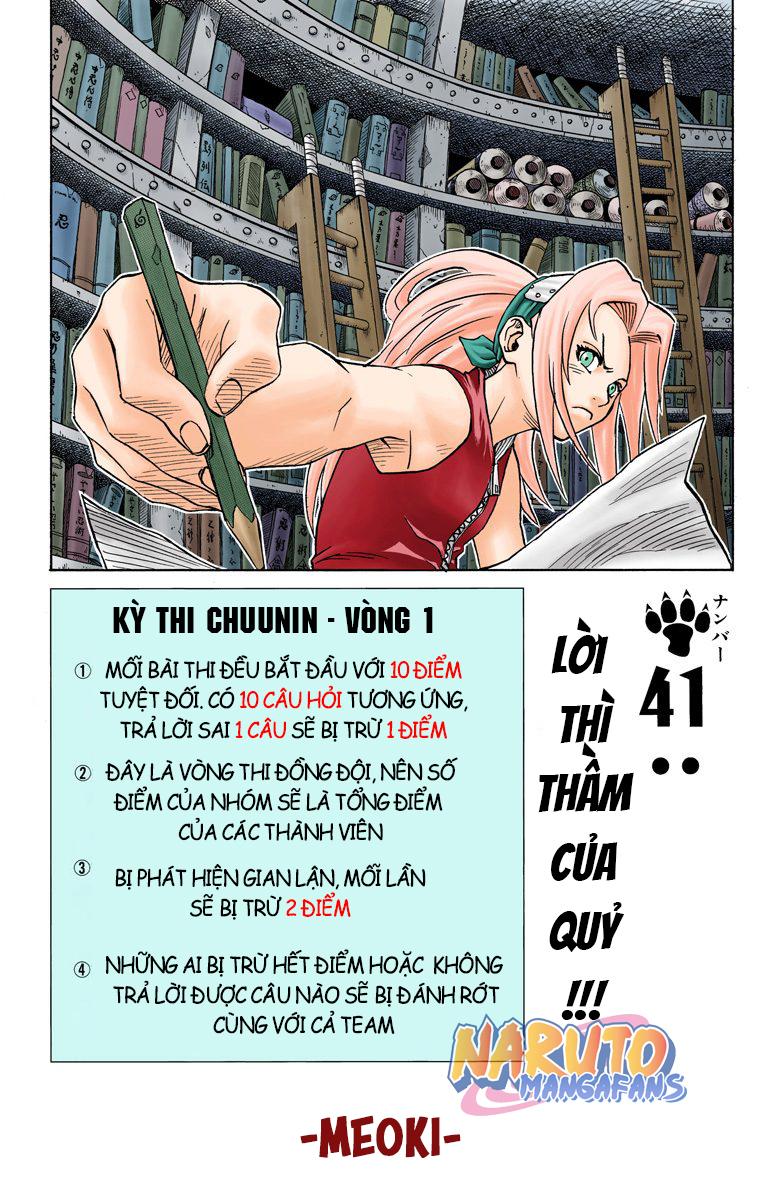 KỲ THI CHUUNIN - VÒNG 1
① MỖI BÀI THI ĐỀU BẮT ĐẦU VỚI 10 ĐIỂM
TUYỆT ĐỐI. CÓ 10 CÂU HỎI TƯƠNG ỨNG,
TRẢ LỜI SAI 1 CÂU SẼ BỊ TRỪ 1 ĐIỂM
② ĐÂY LÀ VÒNG THI ĐỒNG ĐỘI, NÊN SỐ
ĐIỂM CỦA NHÓM SẼ LÀ TỔNG ĐIỂM
CỦA CÁC THÀNH VIÊN
③ BỊ PHÁT HIỆN GIAN LẬN, MỖI LẦN
SẼ BỊ TRỪ 2 ĐIỂM
④ NHỮNG AI BỊ TRỪ HẾT ĐIỂM HOẶC KHÔNG
TRẢ LỜI ĐƯỢC CÂU NÀO SẼ BỊ ĐÁNH RỚT
CÙNG VỚI CẢ TEAM
ナンバー
41
LỜI
THÌ
THẦM
CỦA
QUỶ
!!!
NARUTO
MANGAFANS
-MEOKI-